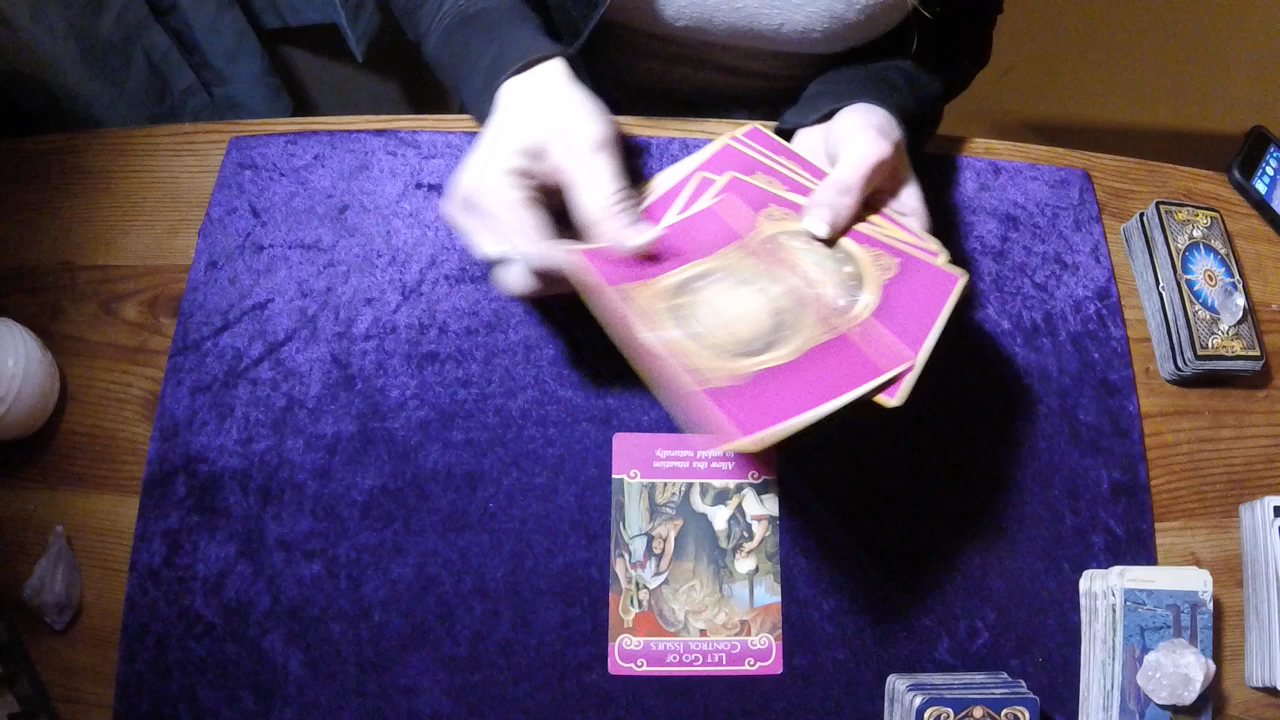 LET GO OF
CONTROL ISSUES
Allow this situation
to unfold naturally.